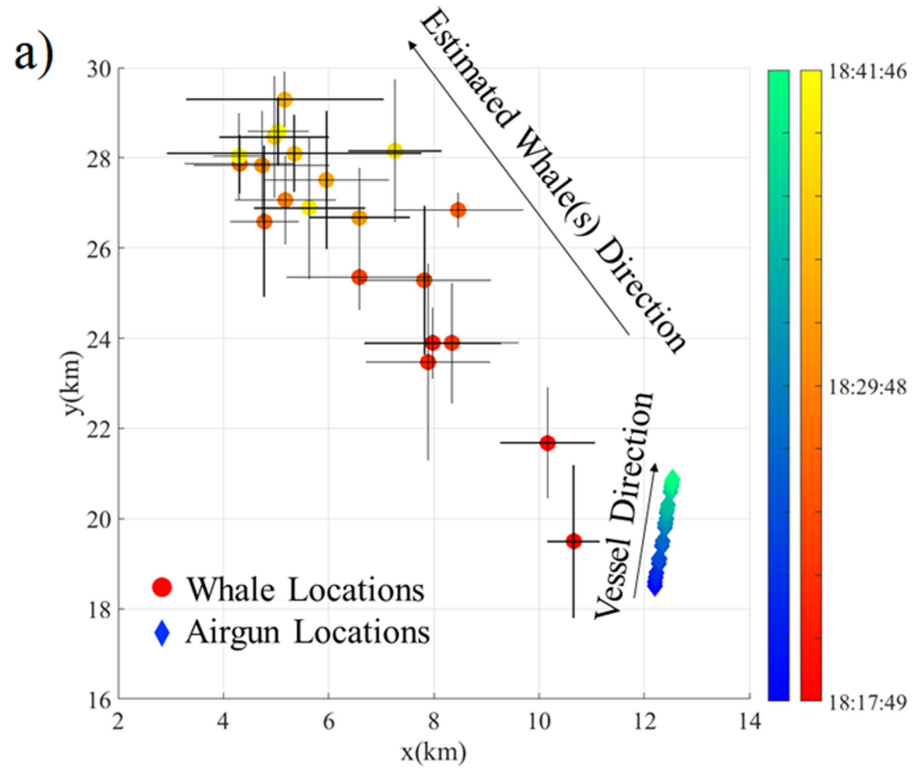 a)
Estimated Whale(s) Direction
30
28
26
24
22
20
18
16
y(km)
2
4
6
8
10
12
14
x(km)
Vessel Direction
Whale Locations
Airgun Locations
18:41:46
18:29:48
18:17:49